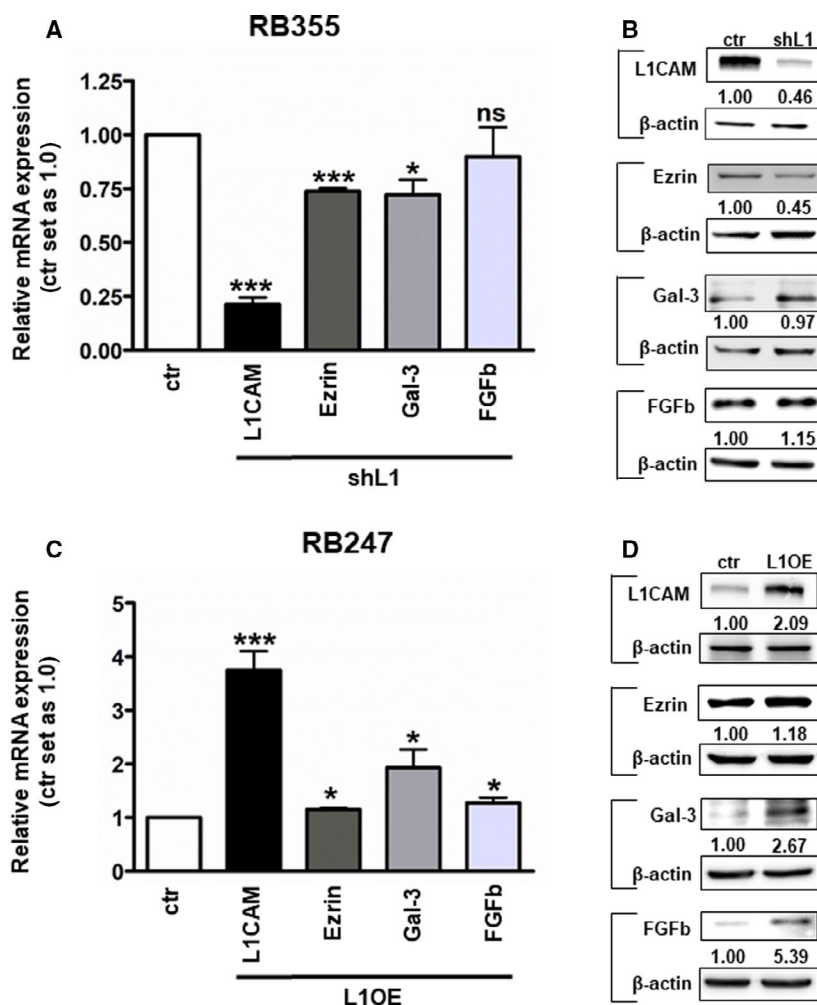 A
RB355
Relative mRNA expression
(ctr set as 1.0)
1.25
1.00
0.75
0.50
0.25
0.00
***
***
*
ns
ctr
L1CAM
Ezrin
Gal-3
FGFb
shL1
B
ctr shL1
L1CAM
1.00 0.46
β-actin
Ezrin
1.00 0.45
β-actin
Gal-3
1.00 0.97
β-actin
FGFb
1.00 1.15
β-actin
C
RB247
Relative mRNA expression
(ctr set as 1.0)
5
4
3
2
1
0
***
*
*
*
ctr
L1CAM
Ezrin
Gal-3
FGFb
L1OE
D
ctr L1OE
L1CAM
1.00 2.09
β-actin
Ezrin
1.00 1.18
β-actin
Gal-3
1.00 2.67
β-actin
FGFb
1.00 5.39
β-actin